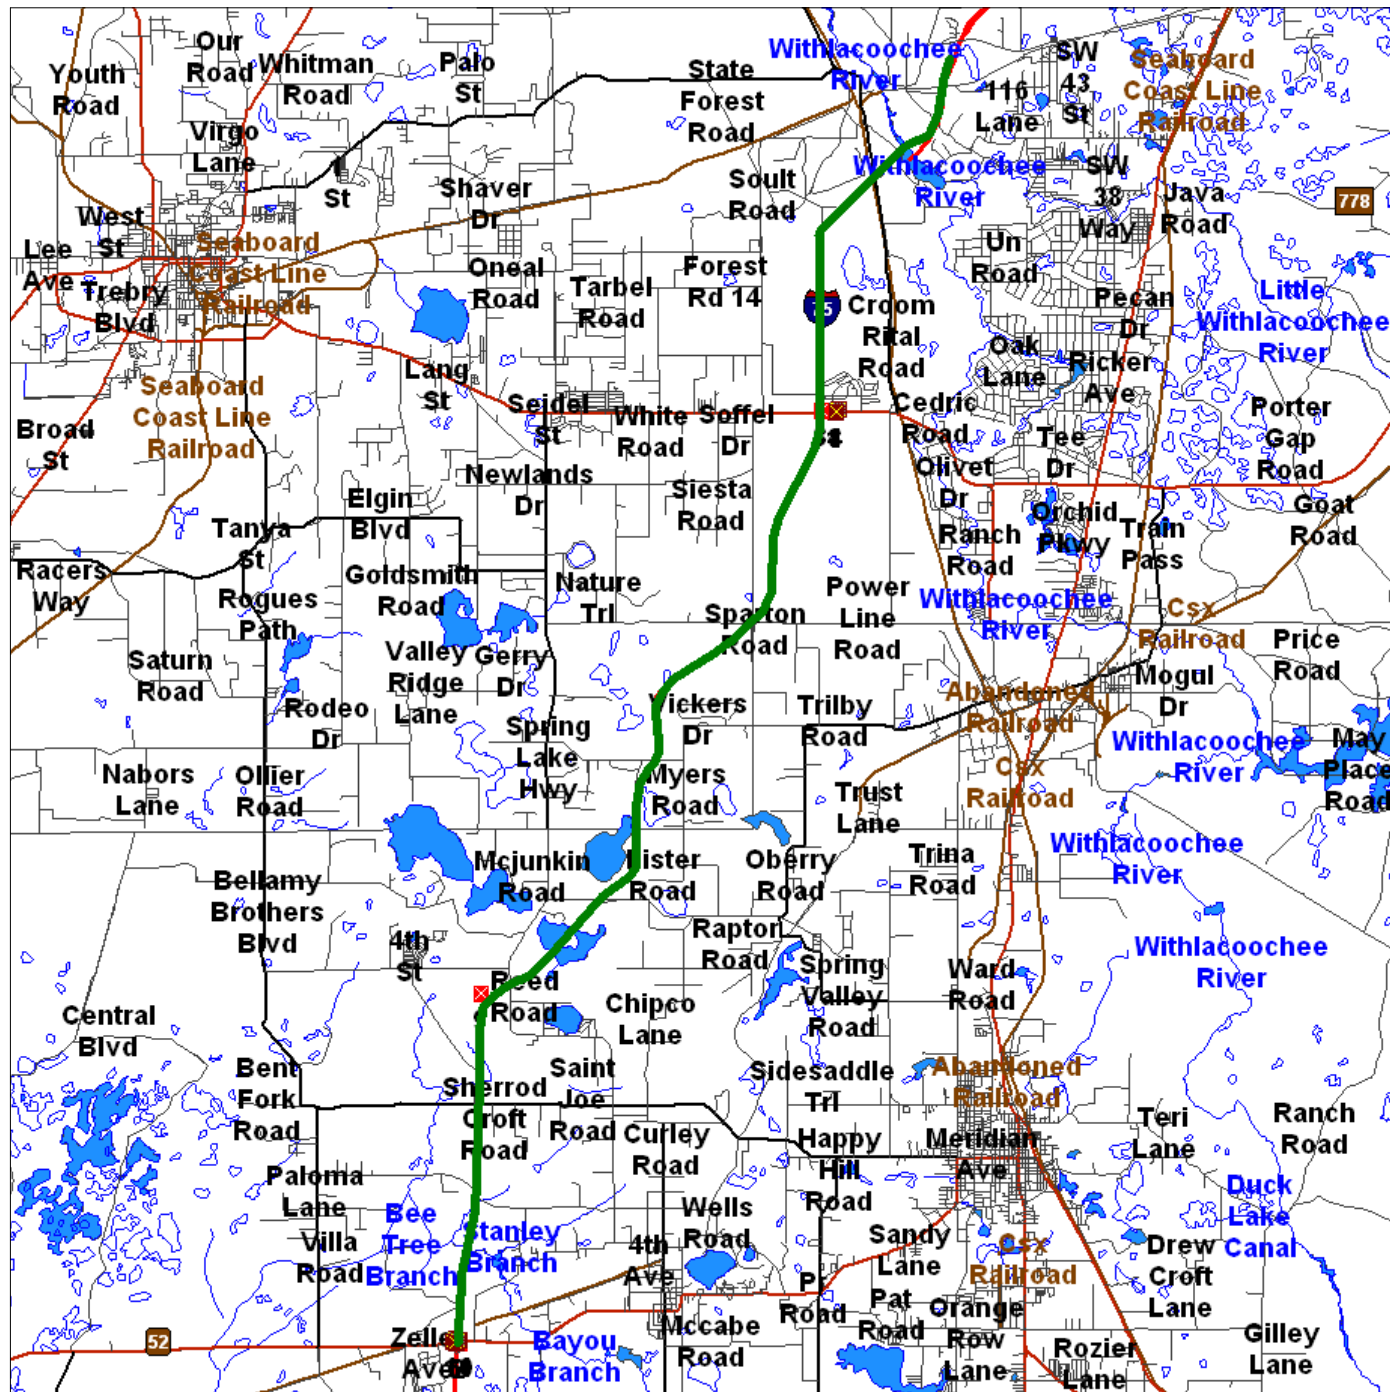 Our
Road
Youth
Road
Whitman
Road
Palo
St
State
Forest
Road
Withlacoochee
River
116
Lane
SW
43
St
Seaboard
Coast Line
Railroad
Virgo
Lane
St
Shaver
Dr
Soult
Road
Withlacoochee
River
SW
38
Way
Java
Road
778
West
St
Lee
Ave
Seaboard
Coast Line
Railroad
Trebry
Blvd
Oneal
Road
Tarbel
Road
Forest
Rd 14
Croom
Rital
Road
Un
Road
Pecan
Dr
Little
Withlacoochee
River
Oak
Lane
Ricker
Ave
Seaboard
Coast Line
Railroad
Lang
St
Seidel
St
White
Road
Soffel
Dr
Cedric
Road
Porter
Gap
Road
Broad
St
Tee
Dr
Olivet
Dr
Newlands
Dr
Siesta
Road
Elgin
Blvd
Tanya
St
Orchid
Pkwy
Ranch
Road
Train
Pass
Goat
Road
Racers
Way
Goldsmith
Road
Rogues
Path
Nature
Trl
Power
Line
Road
Withlacoochee
River
Csx
Railroad
Sparton
Road
Price
Road
Saturn
Road
Valley
Ridge
Lane
Gerry
Dr
Mogul
Dr
Abandoned
Railroad
Rodeo
Dr
Spring
Lake
Hwy
Vickers
Dr
Trilby
Road
Withlacoochee
River
May
Place
Road
Nabors
Lane
Ollier
Road
Myers
Road
Trust
Lane
Csx
Railroad
Withlacoochee
River
Mcjunkin
Road
Road
Oberry
Road
Trina
Road
Bellamy
Brothers
Blvd
4th
St
Raptor
Road
Withlacoochee
River
Reed
Road
Chipco
Lane
Spring
Valley
Road
Ward
Road
Central
Blvd
Bent
Fork
Road
Sherrod
Croft
Road
Saint
Joe
Road
Sidesaddle
Trl
Abandoned
Railroad
Curley
Road
Happy
Hill
Road
Meridian
Ave
Teri
Lane
Ranch
Road
Paloma
Lane
Bee
Tree
Branch
Stanley
Branch
Wells
Road
Duck
Lake
Canal
Villa
Road
4th
Ave
Sandy
Lane
Csx
Railroad
Drew
Croft
Lane
Pr
Road
Pat
Road
Orange
Row
Lane
52
Zelle
Ave
Bayou
Branch
Mccabe
Road
Rozier
Lane
Gilley
Lane